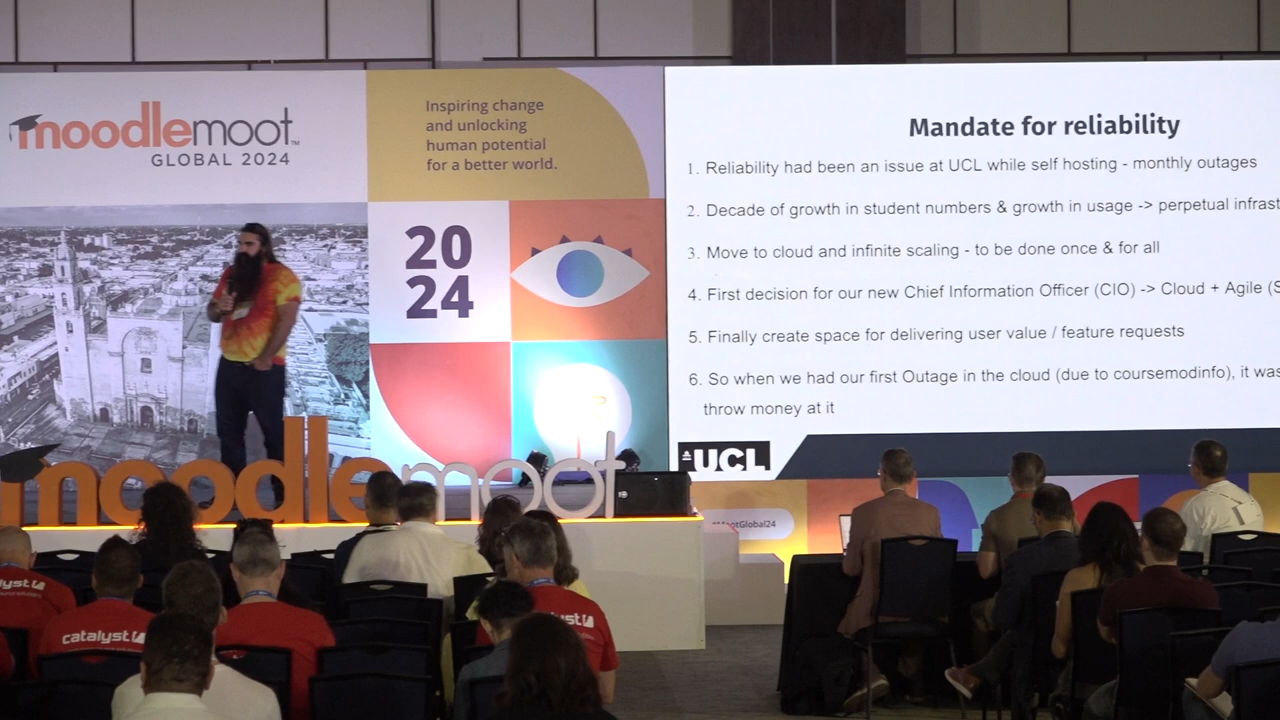 moodlemoot™
GLOBAL 2024
Inspiring change
and unlocking
human potential
for a better world.
20
24
Mandate for reliability
1. Reliability had been an issue at UCL while self hosting - monthly outages
2. Decade of growth in student numbers & growth in usage -> perpetual infrast
3. Move to cloud and infinite scaling - to be done once & for all
4. First decision for our new Chief Information Officer (CIO) -> Cloud + Agile (S
5. Finally create space for delivering user value / feature requests
6. So when we had our first Outage in the cloud (due to coursemodinfo), it was
throw money at it
UCL
moodlemoot
#MootGlobal24
catalyst